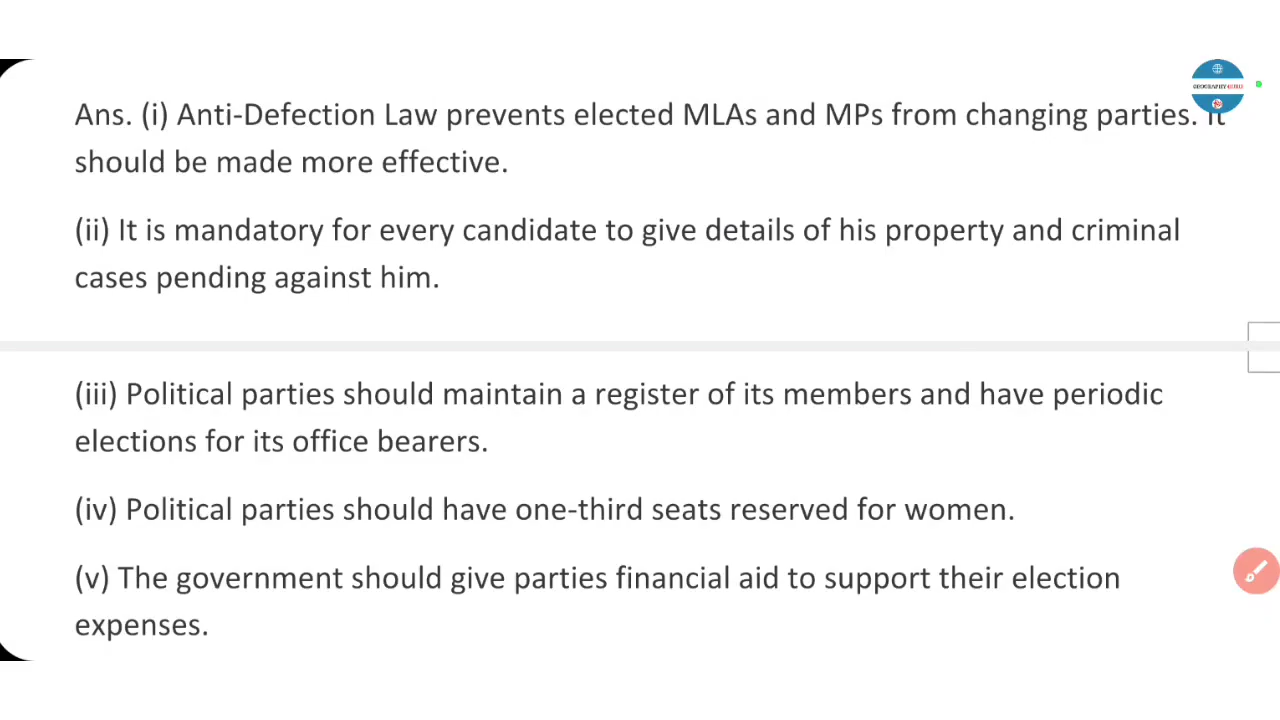 Ans. (i) Anti-Defection Law prevents elected MLAs and MPs from changing parties. It
should be made more effective.
(ii) It is mandatory for every candidate to give details of his property and criminal
cases pending against him.
(iii) Political parties should maintain a register of its members and have periodic
elections for its office bearers.
(iv) Political parties should have one-third seats reserved for women.
(v) The government should give parties financial aid to support their election
expenses.